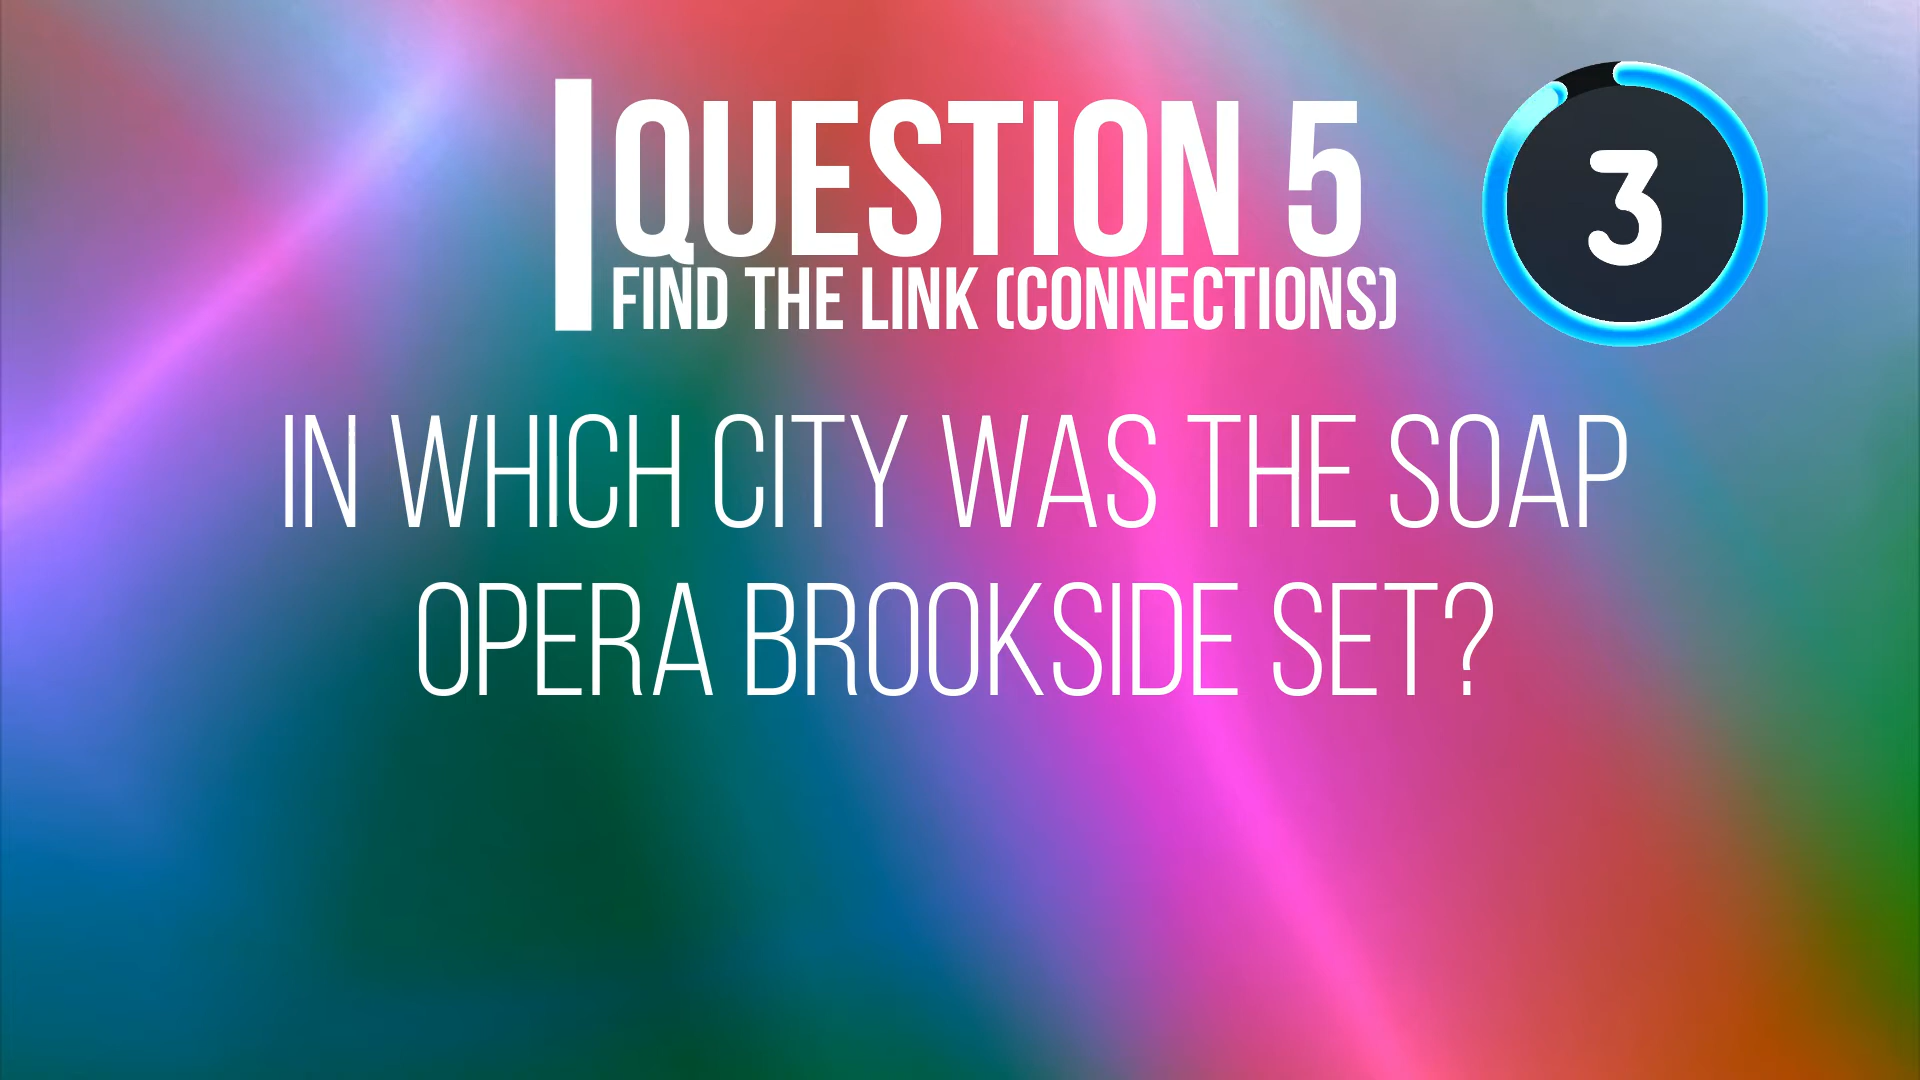 QUESTION 5
FIND THE LINK (CONNECTIONS)
3
IN WHICH CITY WAS THE SOAP
OPERA BROOKSIDE SET?